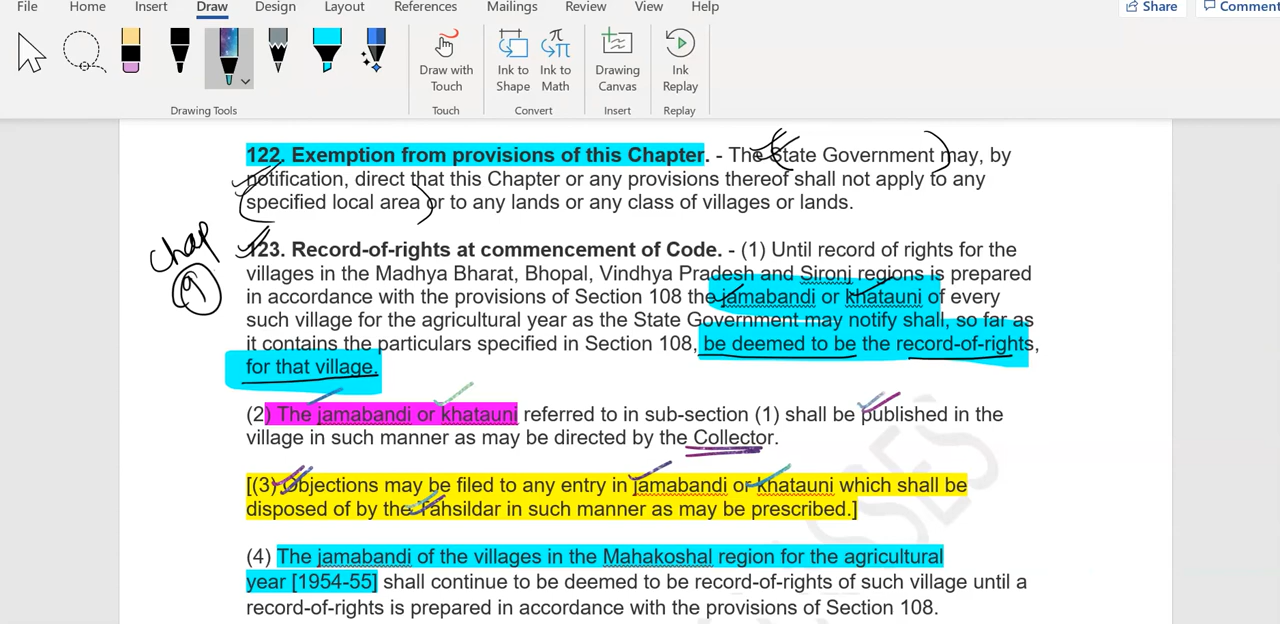 File Home Insert Draw Design Layout References Mailings Review View Help Share Comment
Draw with Touch
Ink to Shape
Ink to Math
Drawing Canvas
Ink Replay
Drawing Tools Touch Convert Insert Replay
122. Exemption from provisions of this Chapter. - The State Government may, by
notification, direct that this Chapter or any provisions thereof shall not apply to any
specified local area or to any lands or any class of villages or lands.
chap
9
123. Record-of-rights at commencement of Code. - (1) Until record of rights for the
villages in the Madhya Bharat, Bhopal, Vindhya Pradesh and Sironj regions is prepared
in accordance with the provisions of Section 108 the jamabandi or khatauni of every
such village for the agricultural year as the State Government may notify shall, so far as
it contains the particulars specified in Section 108, be deemed to be the record-of-rights,
for that village.
(2) The jamabandi or khatauni referred to in sub-section (1) shall be published in the
village in such manner as may be directed by the Collector.
[(3) Objections may be filed to any entry in jamabandi or khatauni which shall be
disposed of by the Tahsildar in such manner as may be prescribed.]
(4) The jamabandi of the villages in the Mahakoshal region for the agricultural
year [1954-55] shall continue to be deemed to be record-of-rights of such village until a
record-of-rights is prepared in accordance with the provisions of Section 108.